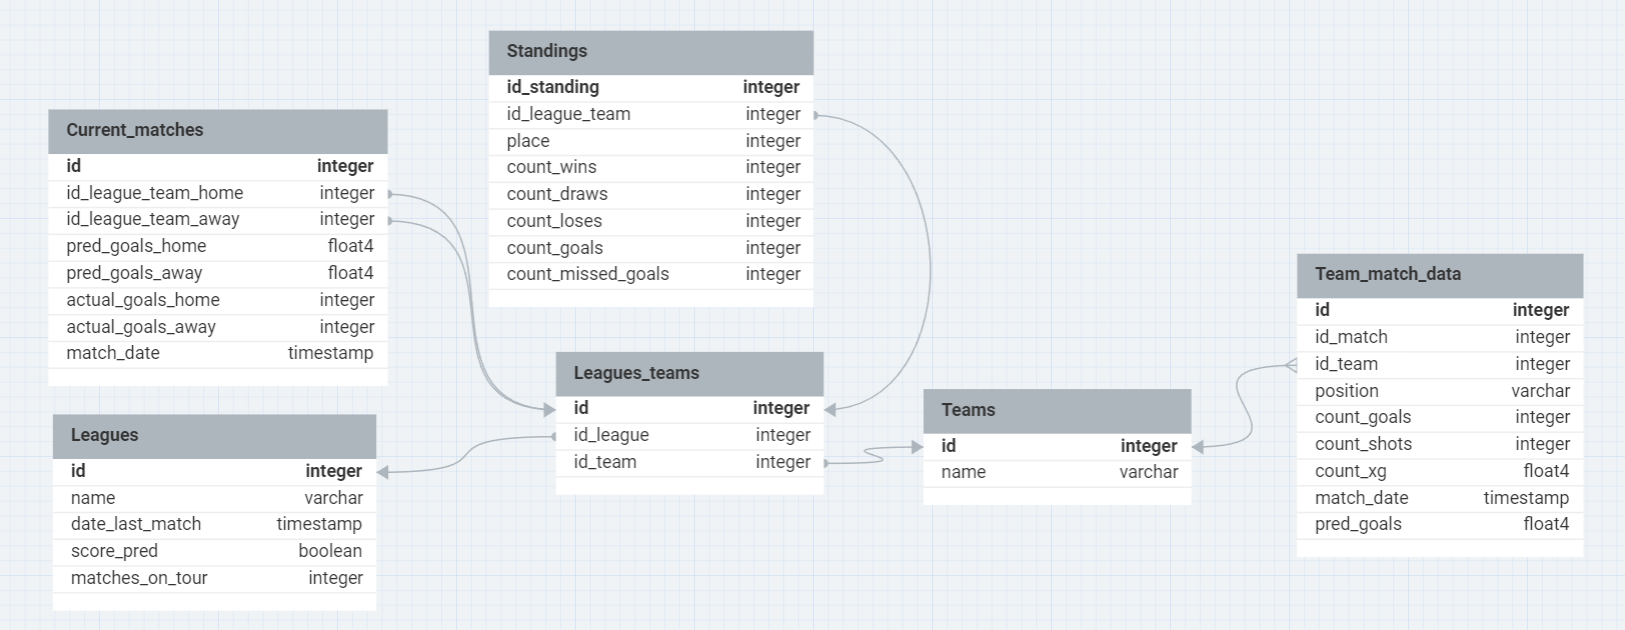 Standings
id_standing integer
id_league_team integer
place integer
count_wins integer
count_draws integer
count_loses integer
count_goals integer
count_missed_goals integer
Current_matches
id integer
id_league_team_home integer
id_league_team_away integer
pred_goals_home float4
pred_goals_away float4
actual_goals_home integer
actual_goals_away integer
match_date timestamp
Leagues
id integer
name varchar
date_last_match timestamp
score_pred boolean
matches_on_tour integer
Leagues_teams
id integer
id_league integer
id_team integer
Teams
id integer
name varchar
Team_match_data
id integer
id_match integer
id_team integer
position varchar
count_goals integer
count_shots integer
count_xg float4
match_date timestamp
pred_goals float4